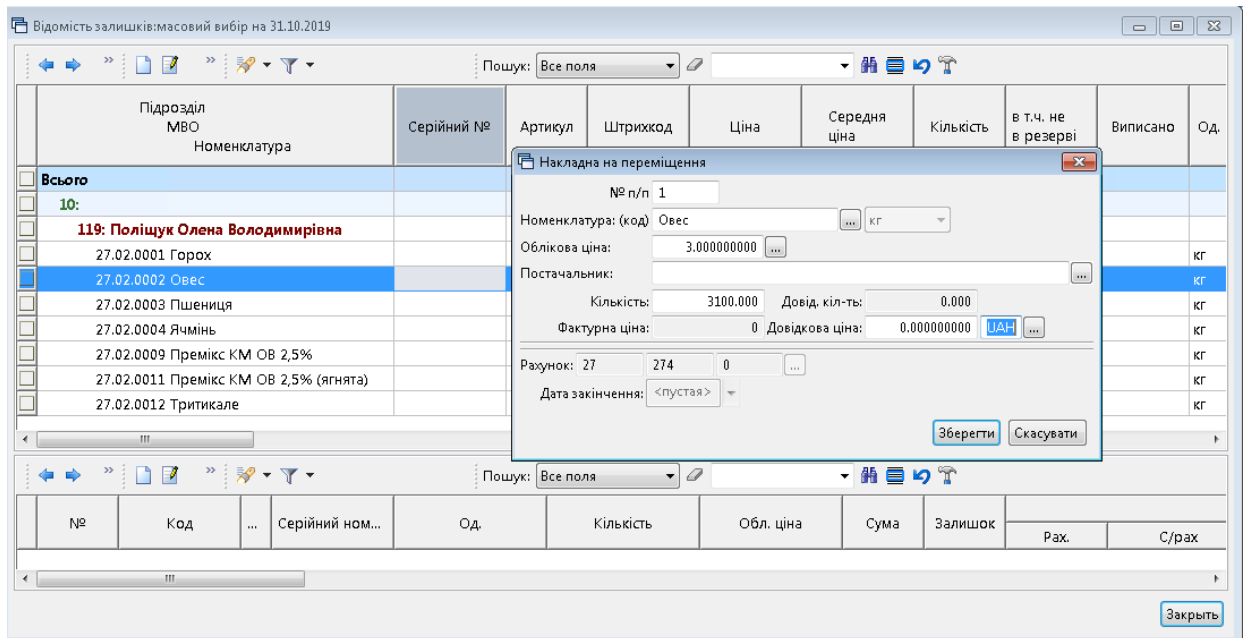 Відомість залишків:масовий вибір на 31.10.2019
Пошук: Все поля
Підрозділ
МВО
Номенклатура
Серійний №
Артикул
Штрихкод
Ціна
Середня
ціна
Кількість
в т.ч. не
в резерві
Виписано
Од.
Всього
10:
119: Поліщук Олена Володимирівна
27.02.0001 Горох
кг
27.02.0002 Овес
кг
27.02.0003 Пшениця
кг
27.02.0004 Ячмінь
кг
27.02.0009 Премікс КМ ОВ 2,5%
кг
27.02.0011 Премікс КМ ОВ 2,5% (ягнята)
кг
27.02.0012 Тритикале
кг
Накладна на переміщення
№ п/п 1
Номенклатура: (код) Овес ... кг
Облікова ціна: 3.000000000 ...
Постачальник: ...
Кількість: 3100.000 Довід. кіл-ть: 0.000
Фактурна ціна: 0 Довідкова ціна: 0.000000000 UAH ...
Рахунок: 27 274 0 ...
Дата закінчення: <пустая>
Зберегти Скасувати
Пошук: Все поля
№ Код ... Серійний ном... Од. Кількість Обл. ціна Сума Залишок
Рах. С/рах
Закрыть